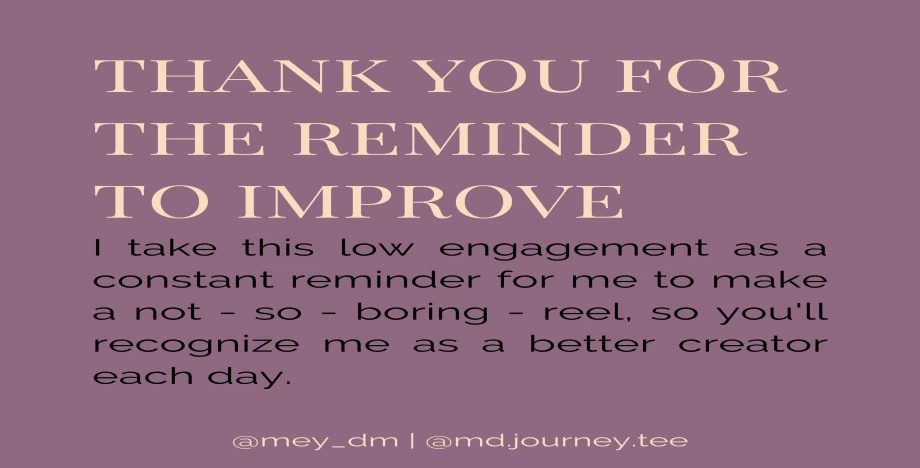 THANK YOU FOR
THE REMINDER
TO IMPROVE
I take this low engagement as a
constant reminder for me to make
a not - so - boring - reel, so you'll
recognize me as a better creator
each day.
@mey_dm | @md.journey.tee